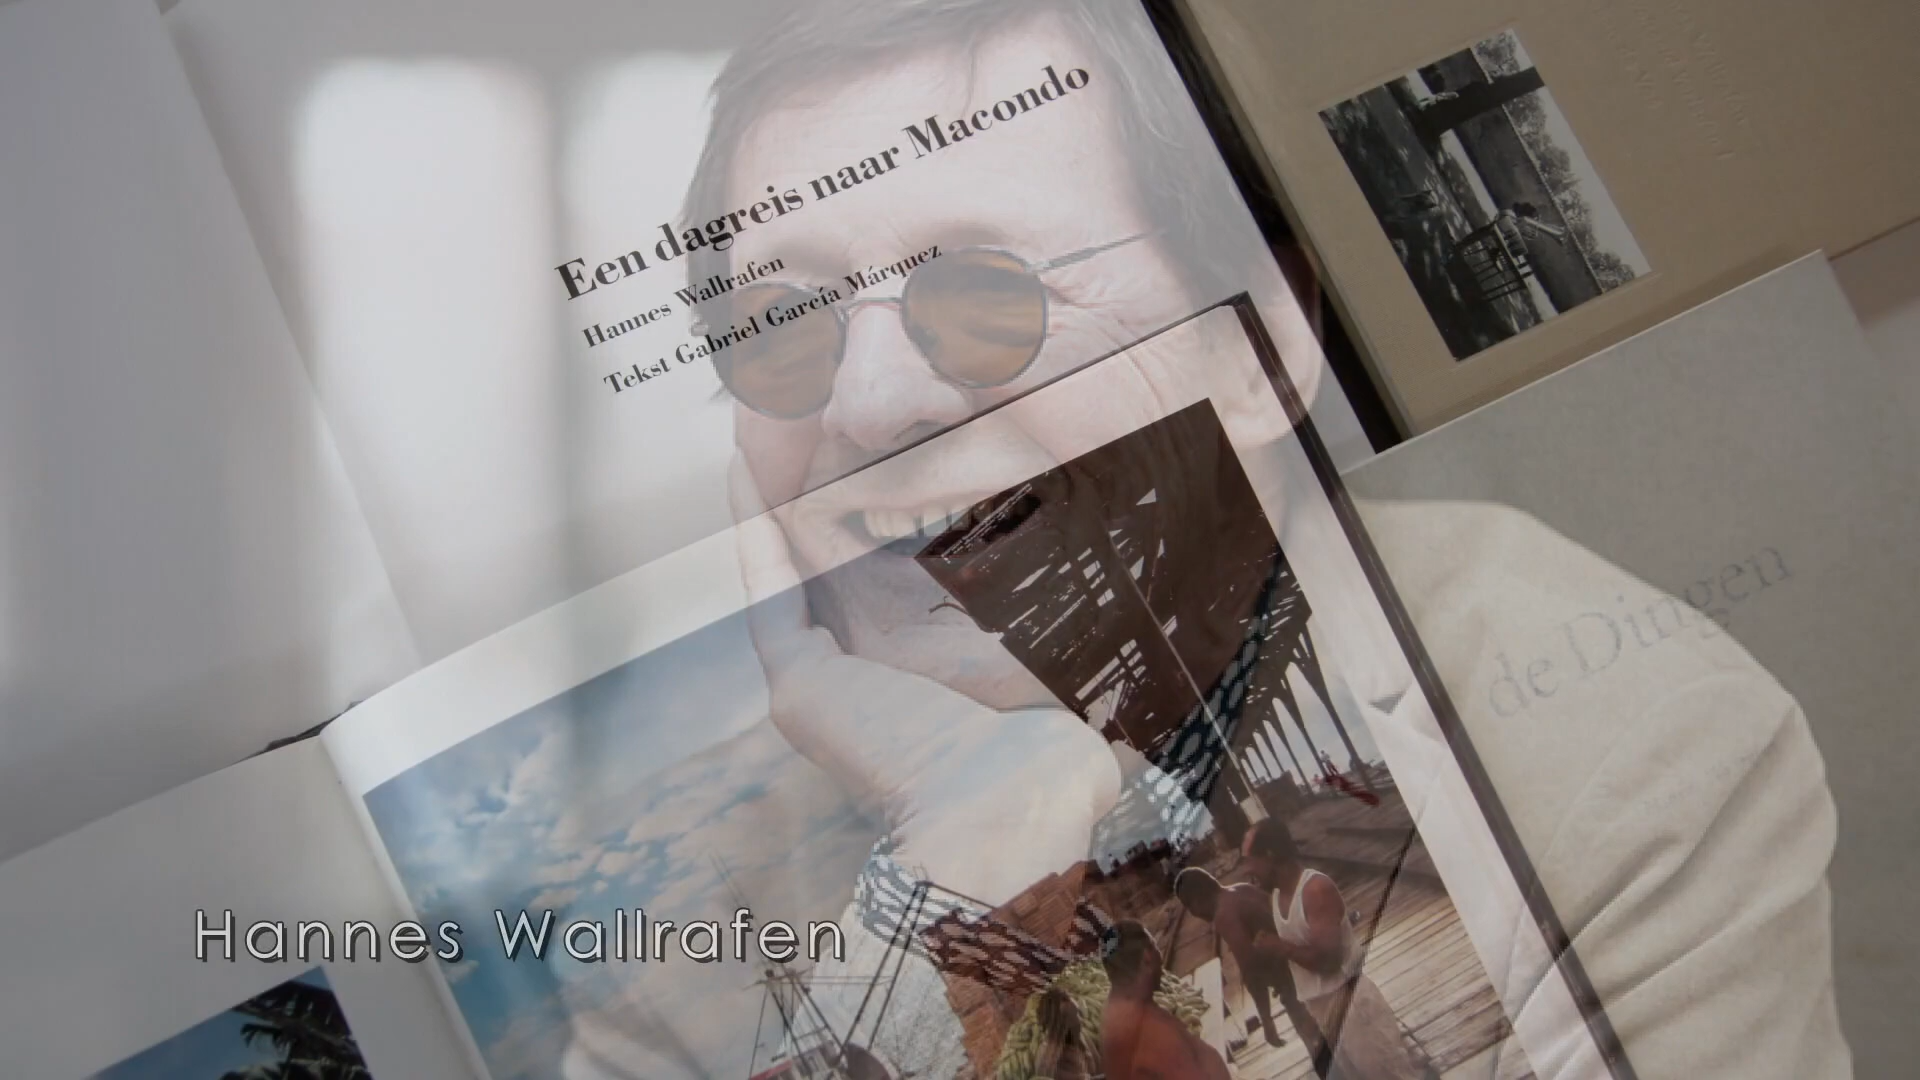 Een dagreis naar Macondo
Hannes Wallrafen
Tekst Gabriel García Márquez
de Dingen
Hannes Wallrafen